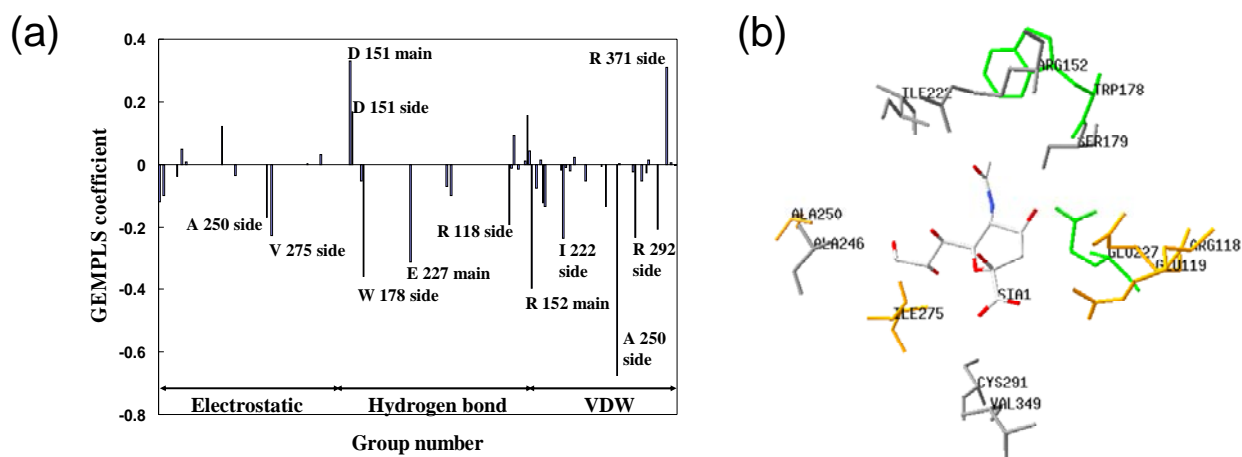 (a)
GEMPLS coefficient
0.4
0.2
0
-0.2
-0.4
-0.6
-0.8
D 151 main
D 151 side
R 371 side
A 250 side
V 275 side
W 178 side
E 227 main
R 118 side
I 222
side
R 292
side
R 152 main
A 250
side
Electrostatic
Hydrogen bond
VDW
Group number
(b)
ARG152
ILE222
TRP178
SER179
ALA250
ALA246
GLU227
ARG118
GLU119
SIA1
ILE275
CYS291
VAL349